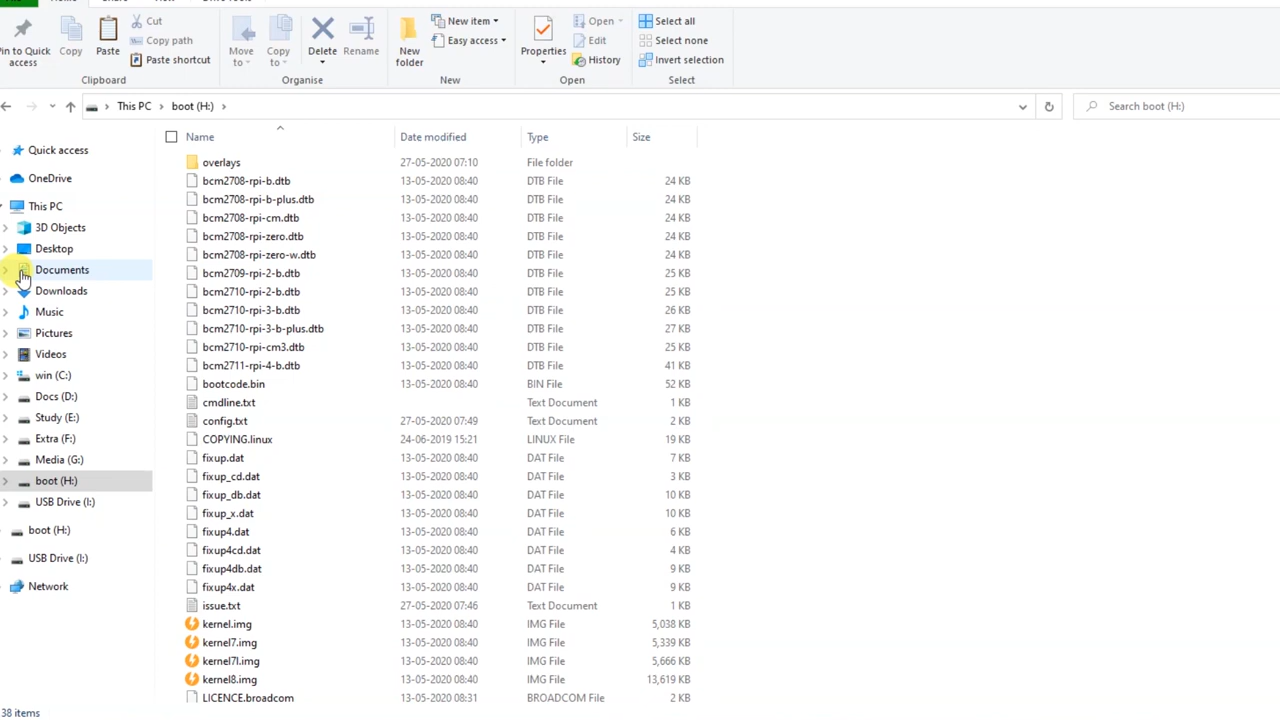 Home Share View Drive Tools
Cut
Copy path
Paste shortcut
Pin to Quick access
Copy
Paste
Clipboard
Move to
Copy to
Delete
Rename
Organise
New folder
New item
Easy access
New
Properties
Open
Edit
History
Open
Select all
Select none
Invert selection
Select
This PC > boot (H:) >
Search boot (H:)
Quick access
OneDrive
This PC
3D Objects
Desktop
Documents
Downloads
Music
Pictures
Videos
win (C:)
Docs (D:)
Study (E:)
Extra (F:)
Media (G:)
boot (H:)
USB Drive (I:)
boot (H:)
USB Drive (I:)
Network
Name Date modified Type Size
overlays 27-05-2020 07:10 File folder
bcm2708-rpi-b.dtb 13-05-2020 08:40 DTB File 24 KB
bcm2708-rpi-b-plus.dtb 13-05-2020 08:40 DTB File 24 KB
bcm2708-rpi-cm.dtb 13-05-2020 08:40 DTB File 24 KB
bcm2708-rpi-zero.dtb 13-05-2020 08:40 DTB File 24 KB
bcm2708-rpi-zero-w.dtb 13-05-2020 08:40 DTB File 24 KB
bcm2709-rpi-2-b.dtb 13-05-2020 08:40 DTB File 25 KB
bcm2710-rpi-2-b.dtb 13-05-2020 08:40 DTB File 25 KB
bcm2710-rpi-3-b.dtb 13-05-2020 08:40 DTB File 26 KB
bcm2710-rpi-3-b-plus.dtb 13-05-2020 08:40 DTB File 27 KB
bcm2710-rpi-cm3.dtb 13-05-2020 08:40 DTB File 25 KB
bcm2711-rpi-4-b.dtb 13-05-2020 08:40 DTB File 41 KB
bootcode.bin 13-05-2020 08:40 BIN File 52 KB
cmdline.txt Text Document 1 KB
config.txt 27-05-2020 07:49 Text Document 2 KB
COPYING.linux 24-06-2019 15:21 LINUX File 19 KB
fixup.dat 13-05-2020 08:40 DAT File 7 KB
fixup_cd.dat 13-05-2020 08:40 DAT File 3 KB
fixup_db.dat 13-05-2020 08:40 DAT File 10 KB
fixup_x.dat 13-05-2020 08:40 DAT File 10 KB
fixup4.dat 13-05-2020 08:40 DAT File 6 KB
fixup4cd.dat 13-05-2020 08:40 DAT File 4 KB
fixup4db.dat 13-05-2020 08:40 DAT File 9 KB
fixup4x.dat 13-05-2020 08:40 DAT File 9 KB
issue.txt 27-05-2020 07:46 Text Document 1 KB
kernel.img 13-05-2020 08:40 IMG File 5,038 KB
kernel7.img 13-05-2020 08:40 IMG File 5,339 KB
kernel7l.img 13-05-2020 08:40 IMG File 5,666 KB
kernel8.img 13-05-2020 08:40 IMG File 13,619 KB
LICENCE.broadcom 13-05-2020 08:31 BROADCOM File 2 KB
38 items